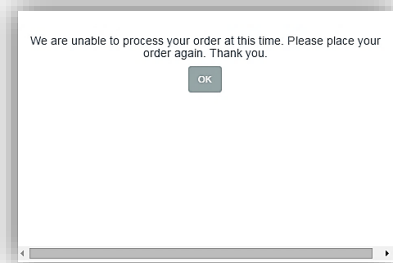 We are unable to process your order at this time. Please place your
order again. Thank you.
OK